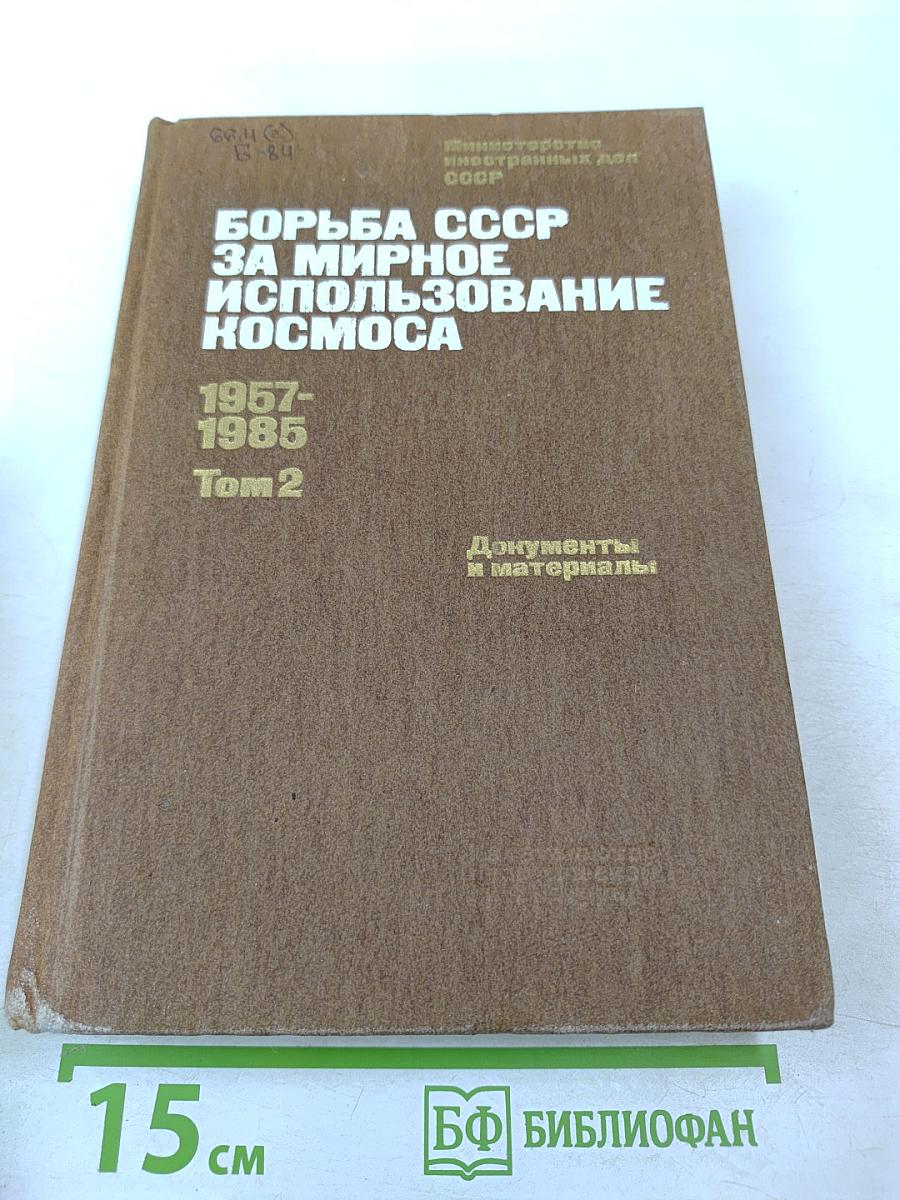 66.4(2)
Б-84
Министерство
иностранных дел
СССР
БОРЬБА СССР
ЗА МИРНОЕ
ИСПОЛЬЗОВАНИЕ
КОСМОСА
1957-
1985
Том 2
Документы
и материалы
15 см
БФ БИБЛИОФАН